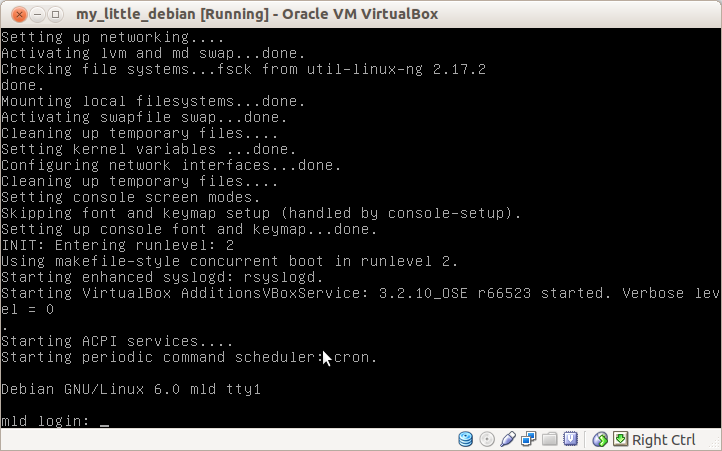 my_little_debian [Running] - Oracle VM VirtualBox
Setting up networking....
Activating lvm and md swap...done.
Checking file systems...fsck from util-linux-ng 2.17.2
done.
Mounting local filesystems...done.
Activating swapfile swap...done.
Cleaning up temporary files....
Setting kernel variables ...done.
Configuring network interfaces...done.
Cleaning up temporary files....
Setting console screen modes.
Skipping font and keymap setup (handled by console-setup).
Setting up console font and keymap...done.
INIT: Entering runlevel: 2
Using makefile-style concurrent boot in runlevel 2.
Starting enhanced syslogd: rsyslogd.
Starting VirtualBox AdditionsVBoxService: 3.2.10_OSE r66523 started. Verbose lev
el = 0
.
Starting ACPI services....
Starting periodic command scheduler: cron.
Debian GNU/Linux 6.0 mld tty1
mld login: _
Right Ctrl